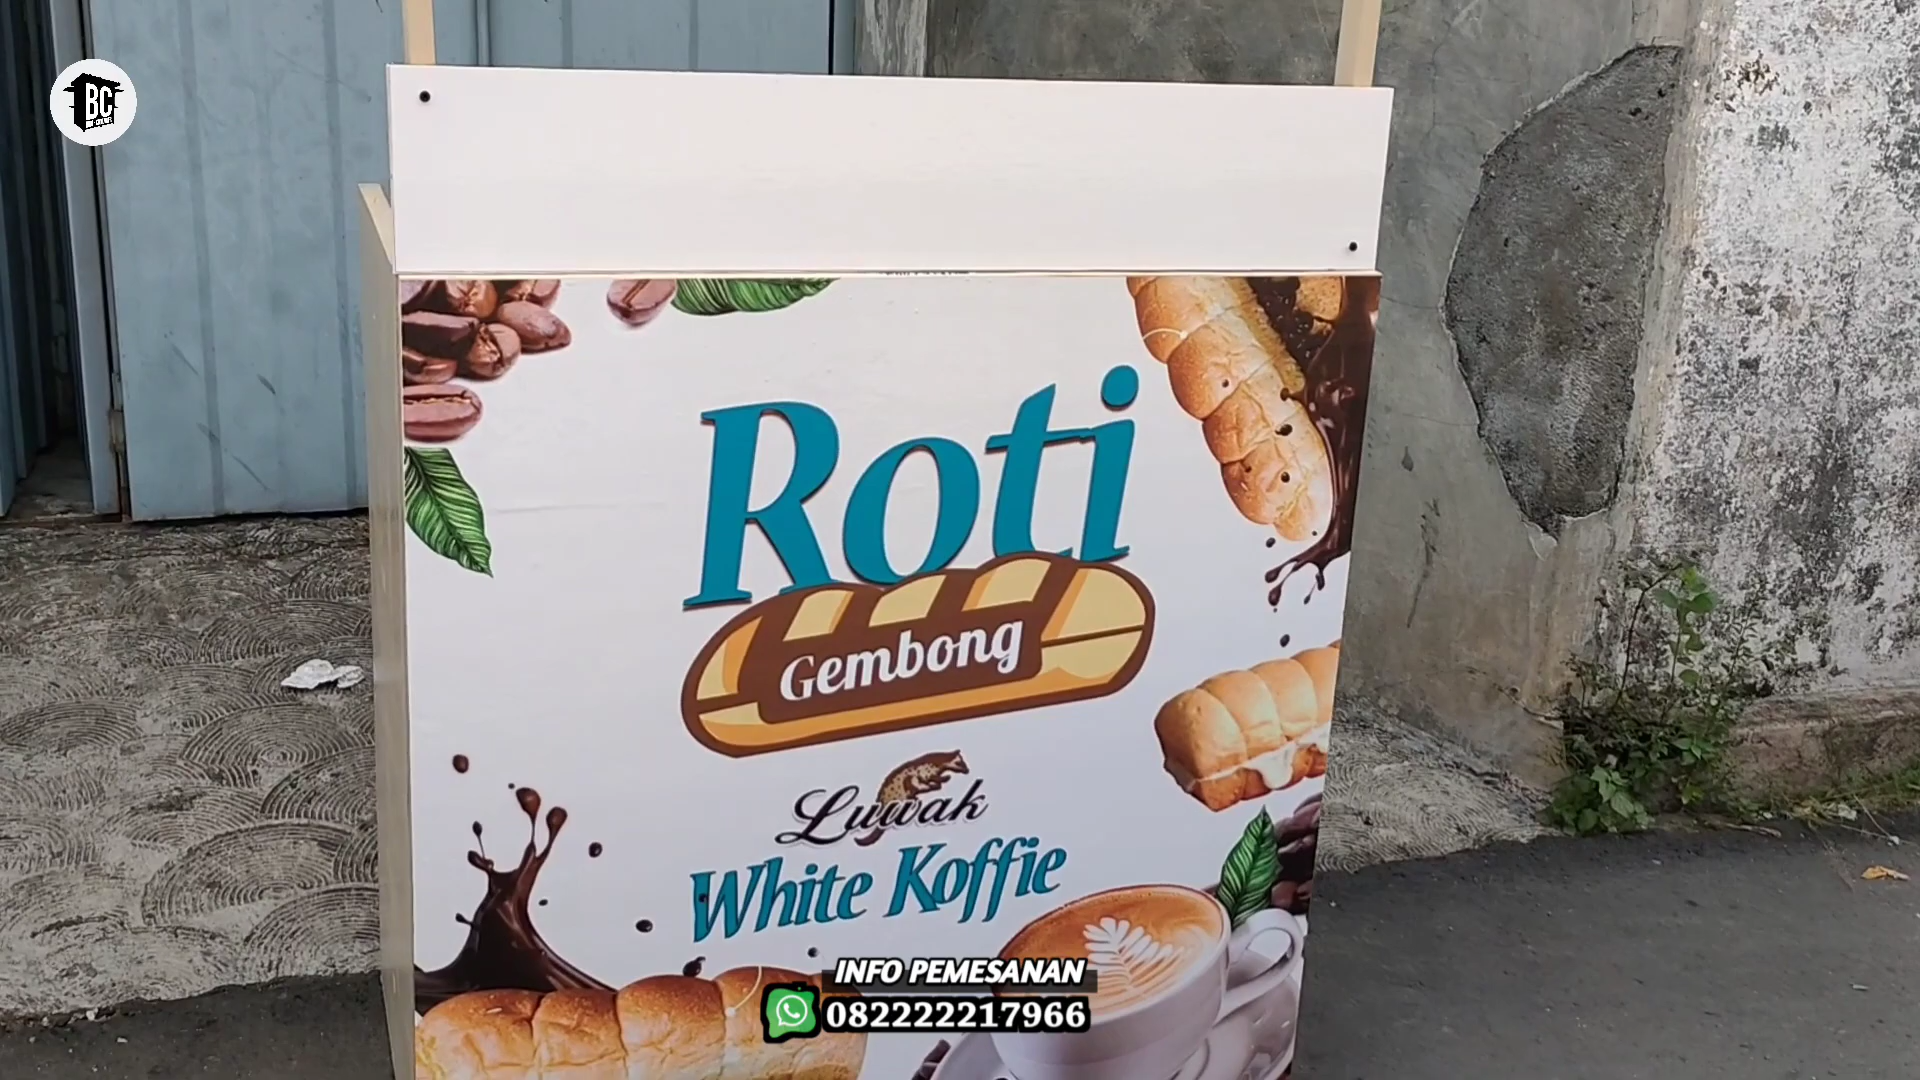 BC
Roti
Gembong
Luwak
White Koffie
INFO PEMESANAN
082222217966